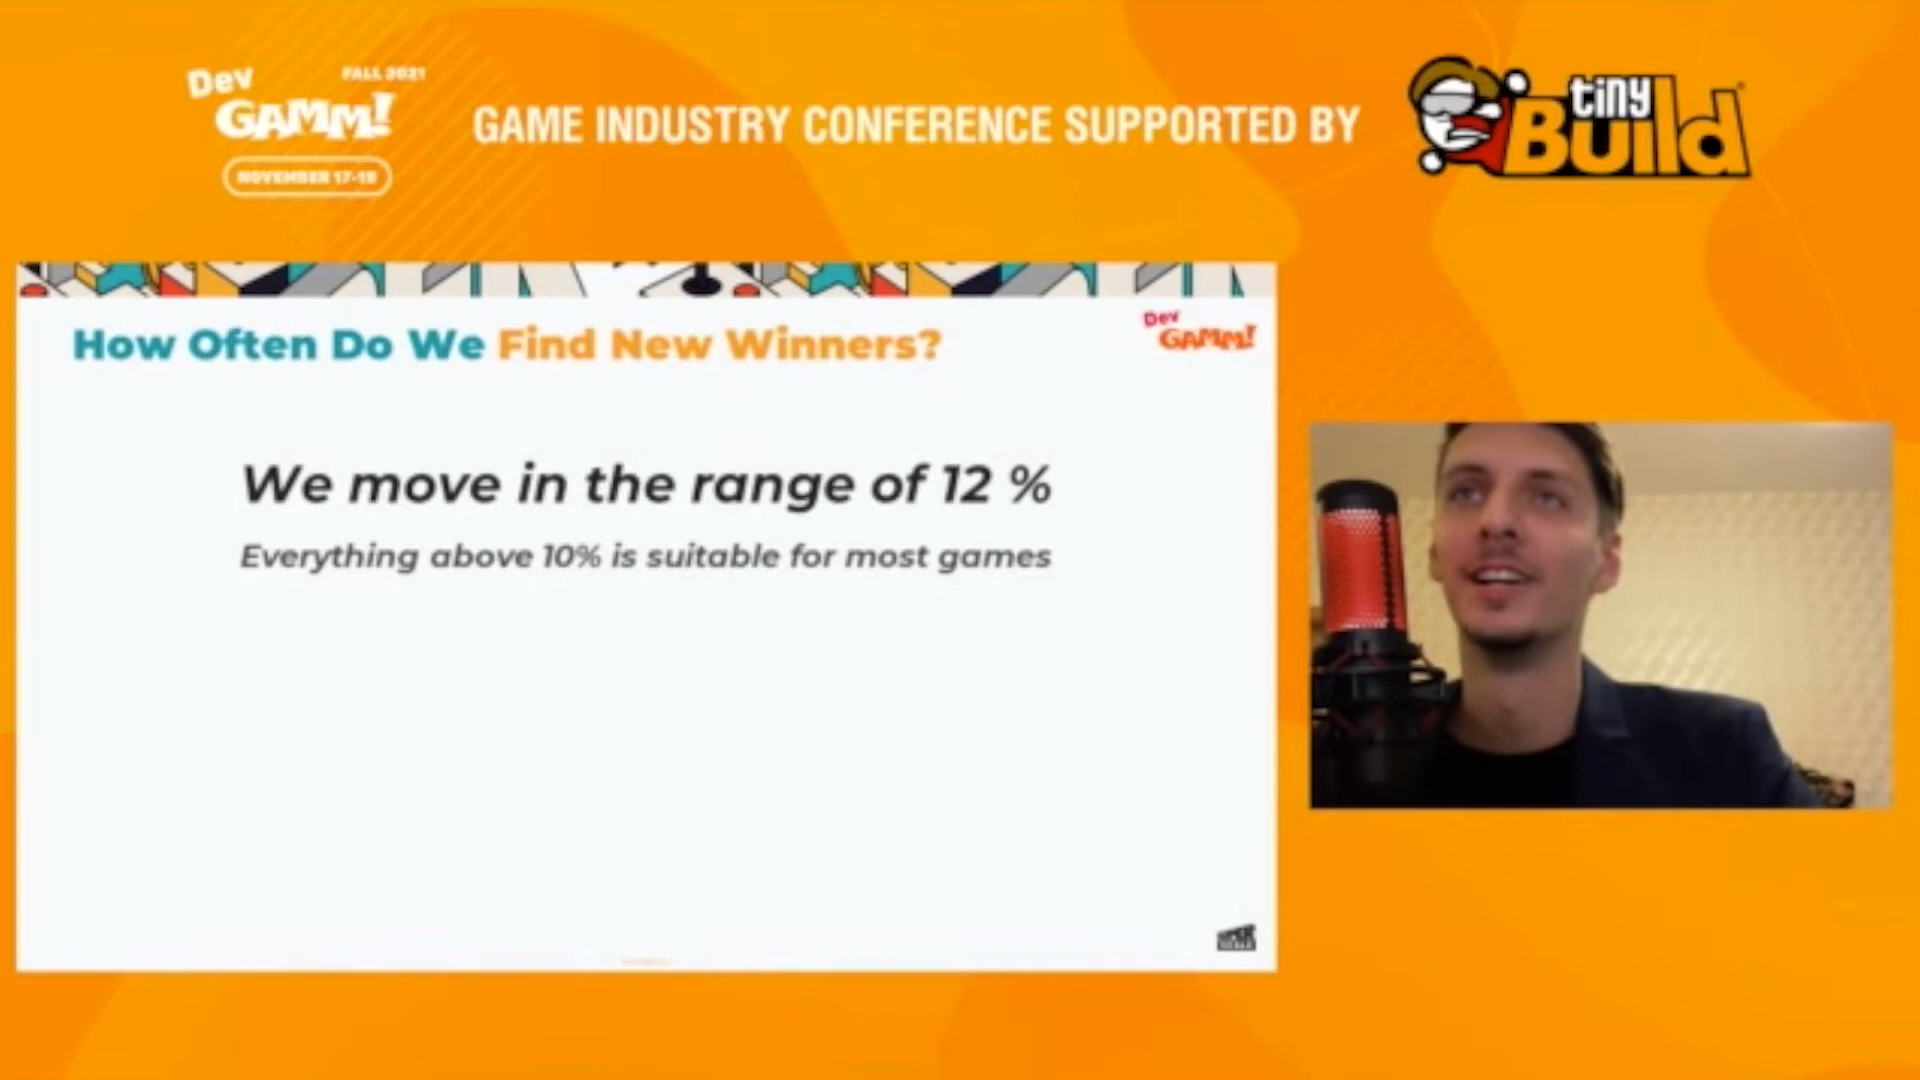 Dev
GAMM!
FALL 2021
NOVEMBER 17-19
GAME INDUSTRY CONFERENCE SUPPORTED BY
tiny
Build
How Often Do We Find New Winners?
Dev
GAMM!
We move in the range of 12 %
Everything above 10% is suitable for most games
SUPER
SCALE